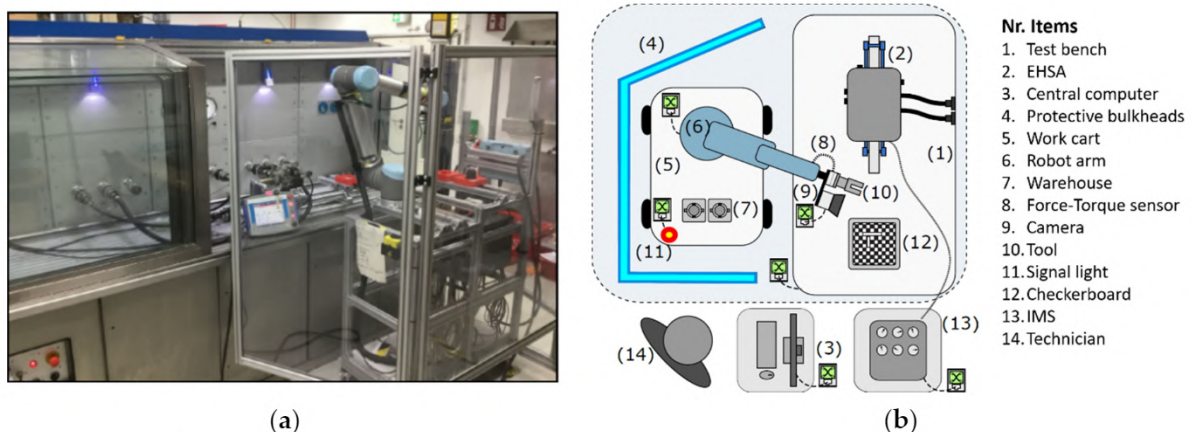 (4)
(2)
(6)
(5)
(8)
(1)
(9)
(10)
(7)
(11)
(12)
(14)
(3)
(13)
Nr. Items
1. Test bench
2. EHSA
3. Central computer
4. Protective bulkheads
5. Work cart
6. Robot arm
7. Warehouse
8. Force-Torque sensor
9. Camera
10. Tool
11. Signal light
12. Checkerboard
13. IMS
14. Technician
(a)
(b)